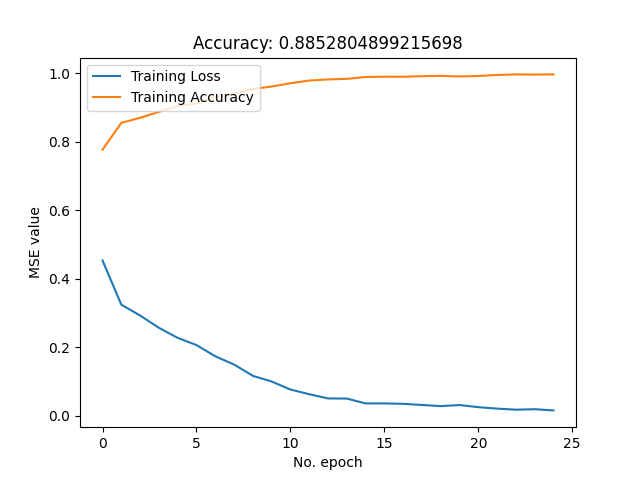 Accuracy: 0.8852804899215698
Training Loss
Training Accuracy
1.0
0.8
0.6
0.4
0.2
0.0
MSE value
0 5 10 15 20 25
No. epoch